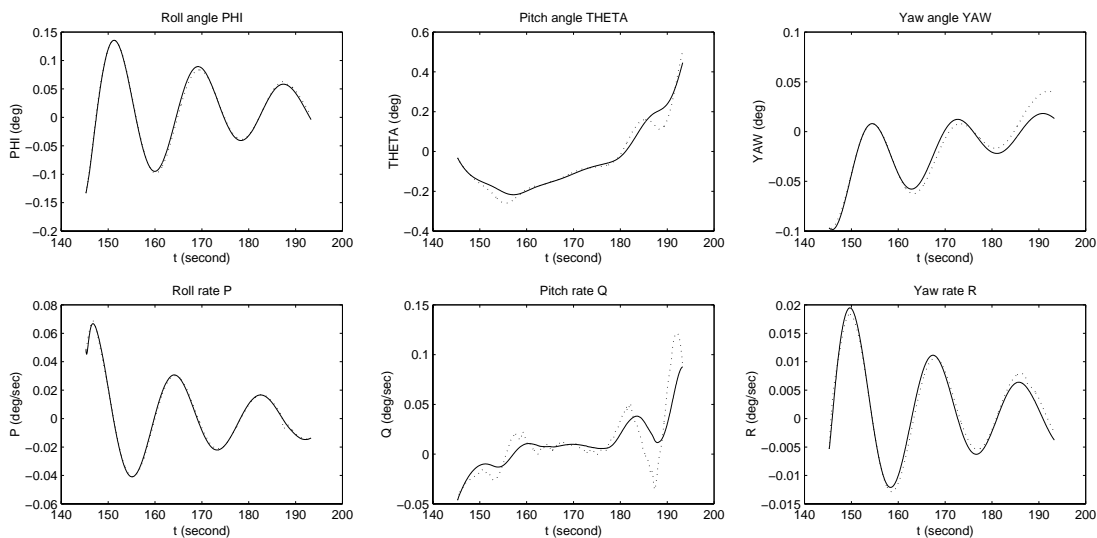 Roll angle PHI
0.15
0.1
0.05
0
−0.05
−0.1
−0.15
−0.2
PHI (deg)
140 150 160 170 180 190 200
t (second)
Pitch angle THETA
0.6
0.4
0.2
0
−0.2
−0.4
THETA (deg)
140 150 160 170 180 190 200
t (second)
Yaw angle YAW
0.1
0.05
0
−0.05
−0.1
YAW (deg)
140 150 160 170 180 190 200
t (second)
Roll rate P
0.08
0.06
0.04
0.02
0
−0.02
−0.04
−0.06
P (deg/sec)
140 150 160 170 180 190 200
t (second)
Pitch rate Q
0.15
0.1
0.05
0
−0.05
Q (deg/sec)
140 150 160 170 180 190 200
t (second)
Yaw rate R
0.02
0.015
0.01
0.005
0
−0.005
−0.01
−0.015
R (deg/sec)
140 150 160 170 180 190 200
t (second)